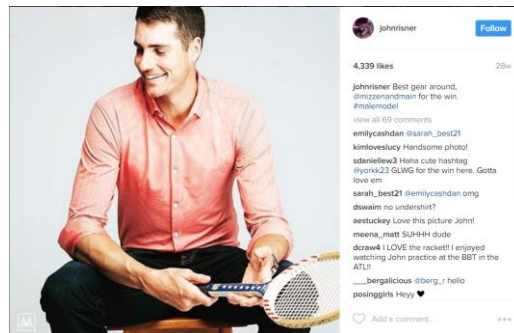 johnrisner
Follow
4,339 likes
28w
johnrisner Best gear around,
@mizzenandmain for the win.
#malemodel
view all 69 comments
emilycashdan @sarah_best21
kimloveslucy Handsome photo!
sdaniellew3 Haha cute hashtag
@yorkk23 GLWG for the win here. Gotta
love em
sarah_best21 @emilycashdan omg
dswaim no undershirt?
aestuckey Love this picture John!
meena_matt SUHHH dude
dcraw4 I LOVE the racket!! I enjoyed
watching John practice at the BBT in the
ATL!!
___bergalicious @berg_r hello
posinggirls Heyy 🖤
Add a comment...